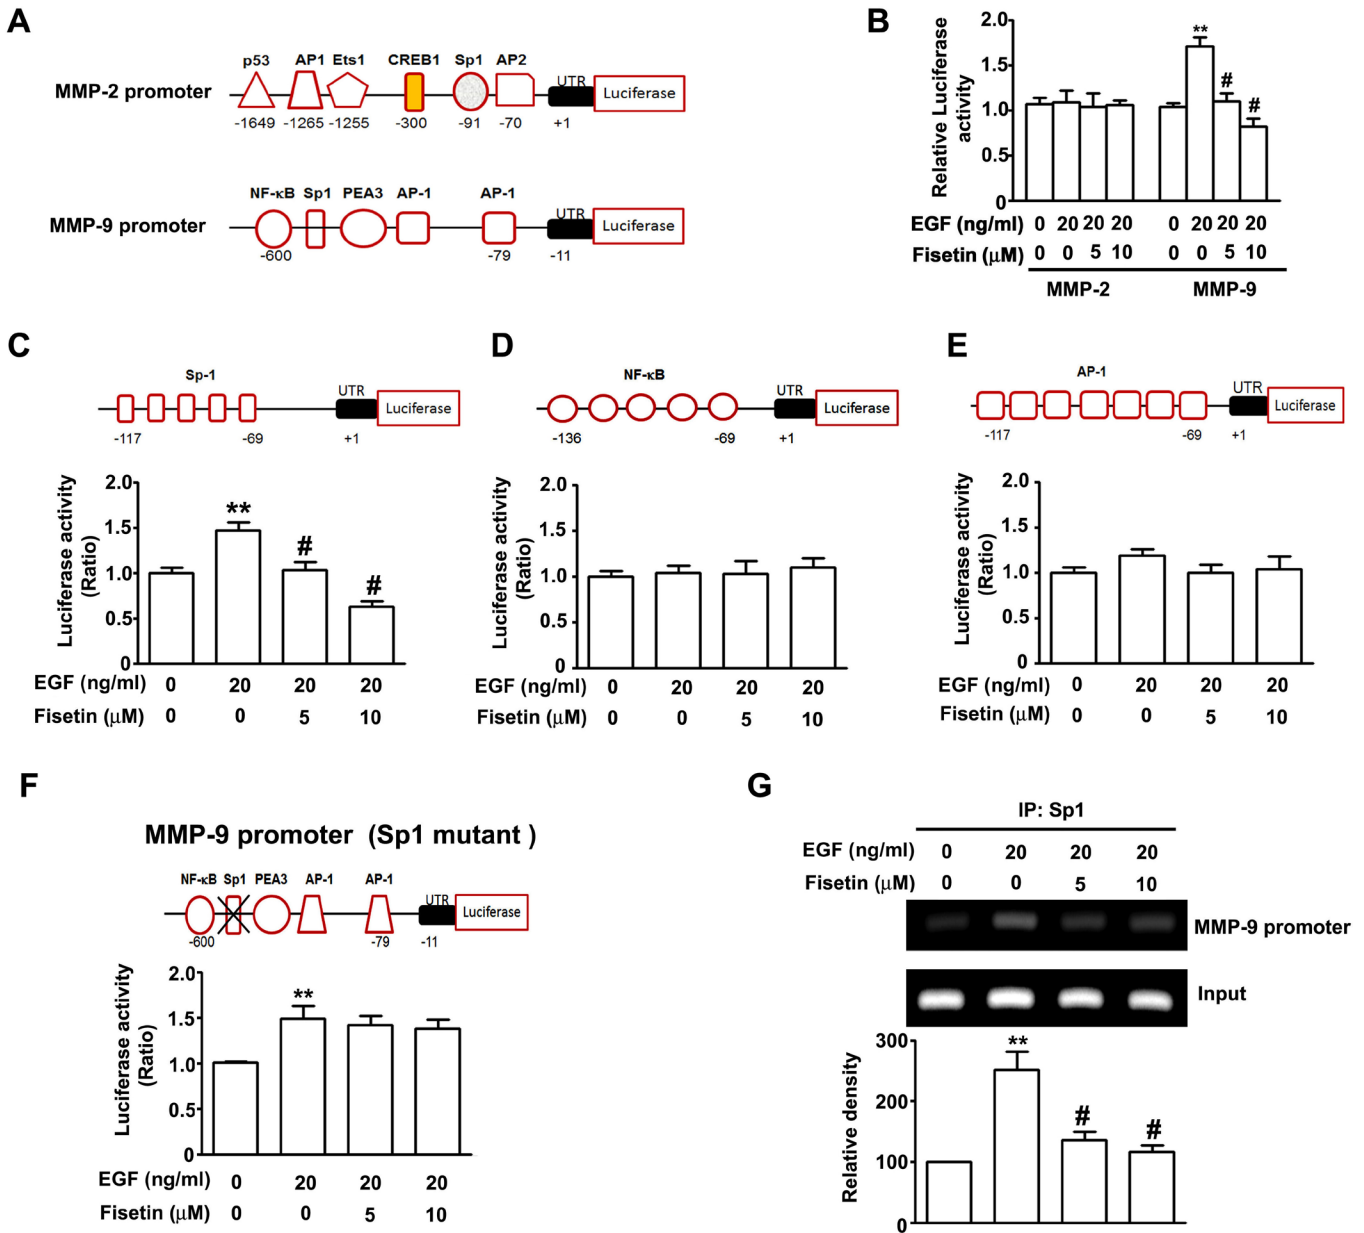 A
p53 AP1 Ets1 CREB1 Sp1 AP2
MMP-2 promoter
UTR
Luciferase
-1649 -1265 -1255 -300 -91 -70 +1
NF-κB Sp1 PEA3 AP-1 AP-1
MMP-9 promoter
UTR
Luciferase
-600 -79 -11
B
Relative Luciferase
activity
2.0
1.5
1.0
0.5
0
**
#
#
EGF (ng/ml) 0 20 20 20 0 20 20 20
Fisetin (μM) 0 0 5 10 0 0 5 10
MMP-2 MMP-9
C
Sp-1
UTR
Luciferase
-117 -69 +1
Luciferase activity
(Ratio)
2.0
1.5
1.0
0.5
0
**
#
#
EGF (ng/ml) 0 20 20 20
Fisetin (μM) 0 0 5 10
D
NF-κB
UTR
Luciferase
-136 -69 +1
Luciferase activity
(Ratio)
2.0
1.5
1.0
0.5
0
EGF (ng/ml) 0 20 20 20
Fisetin (μM) 0 0 5 10
E
AP-1
UTR
Luciferase
-117 -69 +1
Luciferase activity
(Ratio)
2.0
1.5
1.0
0.5
0
EGF (ng/ml) 0 20 20 20
Fisetin (μM) 0 0 5 10
F
MMP-9 promoter (Sp1 mutant )
NF-κB Sp1 PEA3 AP-1 AP-1
UTR
Luciferase
-600 -79 -11
Luciferase activity
(Ratio)
2.0
1.5
1.0
0.5
0
**
EGF (ng/ml) 0 20 20 20
Fisetin (μM) 0 0 5 10
G
IP: Sp1
EGF (ng/ml) 0 20 20 20
Fisetin (μM) 0 0 5 10
MMP-9 promoter
Input
Relative density
300
200
100
0
**
#
#